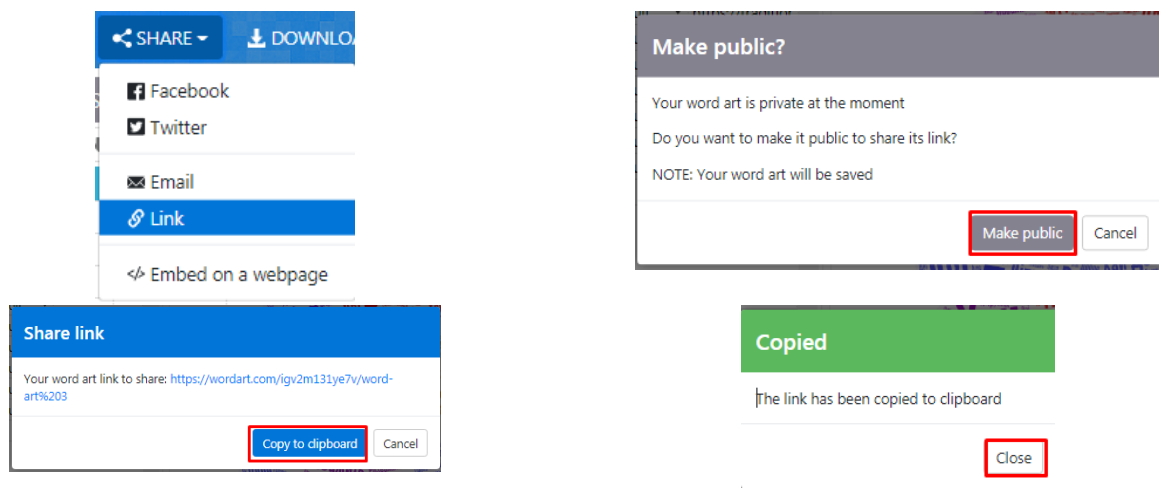 SHARE
DOWNLOA
Facebook
Twitter
Email
Link
</> Embed on a webpage
Make public?
Your word art is private at the moment
Do you want to make it public to share its link?
NOTE: Your word art will be saved
Make public
Cancel
Share link
Your word art link to share: https://wordart.com/igv2m131ye7v/word-
art%203
Copy to clipboard
Cancel
Copied
The link has been copied to clipboard
Close